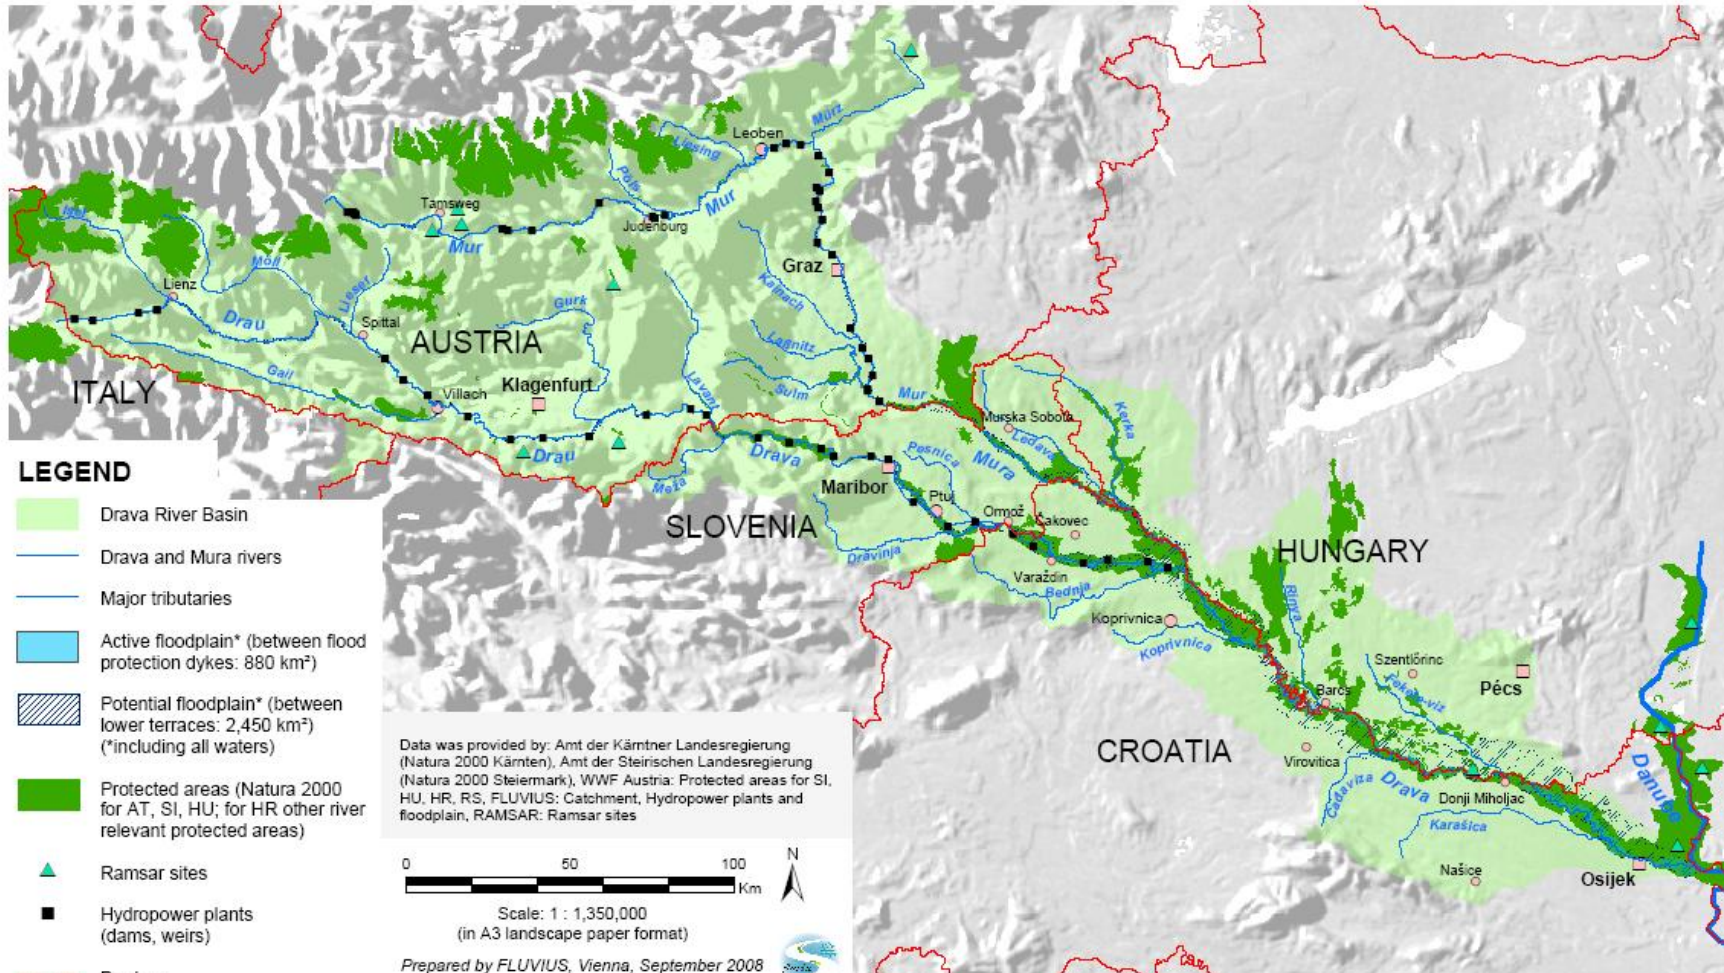 Mürz
Leoben
Liesing
Pöls
Mur
Isel
Tamsweg
Judenburg
Mur
Möll
Graz
Lienz
Lieser
Kainach
Drau
Spittal
Gurk
AUSTRIA
Laßnitz
Gail
ITALY
Klagenfurt
Lavant
Sulm
Mur
Villach
Murska Sobota
Kerka
Ledava
Drau
Drava
Pesnica
Mura
Meža
Maribor
Ptuj
SLOVENIA
Ormož
Čakovec
Dravinja
HUNGARY
Varaždin
Bednja
Rinya
Koprivnica
Koprivnica
Szentlőrinc
Pécs
Barcs
Fekete-viz
CROATIA
Virovitica
Čađavica
Drava
Donji Miholjac
Danube
Karašica
Našice
Osijek
LEGEND
Drava River Basin
Drava and Mura rivers
Major tributaries
Active floodplain* (between flood
protection dykes: 880 km²)
Potential floodplain* (between
lower terraces: 2,450 km²)
(*including all waters)
Protected areas (Natura 2000
for AT, SI, HU; for HR other river
relevant protected areas)
Ramsar sites
Hydropower plants
(dams, weirs)
Data was provided by: Amt der Kärntner Landesregierung
(Natura 2000 Kärnten), Amt der Steirischen Landesregierung
(Natura 2000 Steiermark), WWF Austria: Protected areas for SI,
HU, HR, RS, FLUVIUS: Catchment, Hydropower plants and
floodplain, RAMSAR: Ramsar sites
0 50 100
Km
N
Scale: 1 : 1,350,000
(in A3 landscape paper format)
Prepared by FLUVIUS, Vienna, September 2008